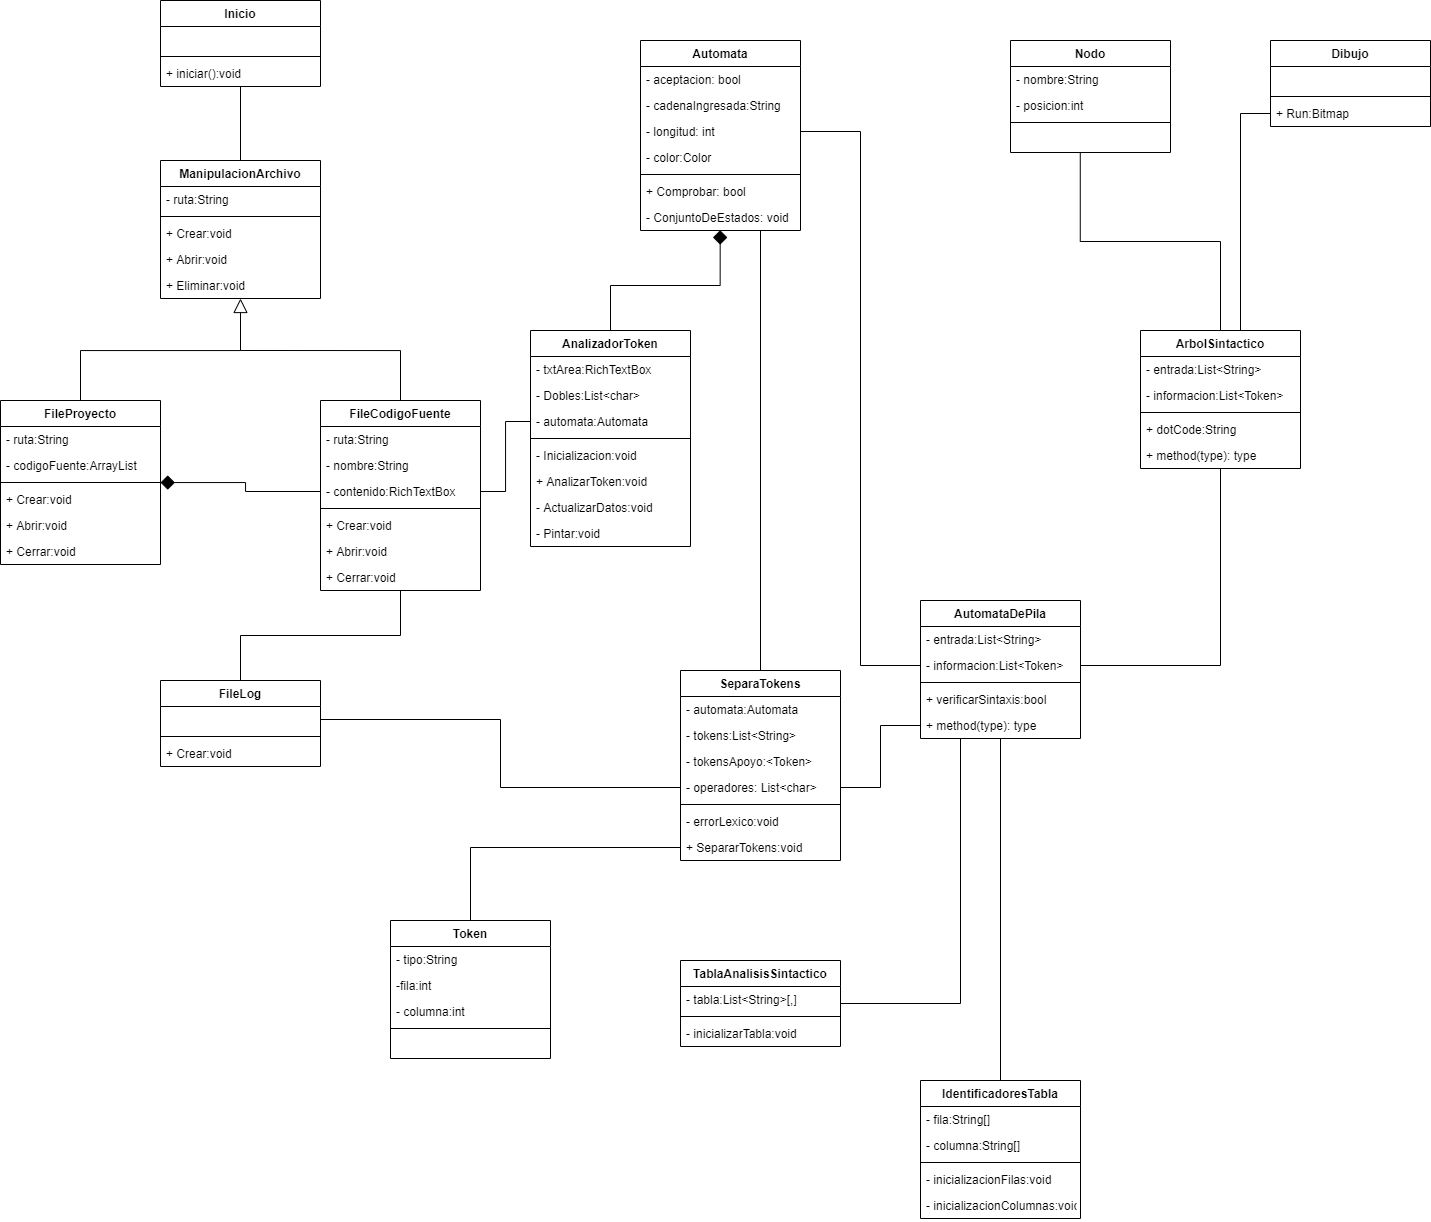 Inicio
+ iniciar():void
ManipulacionArchivo
- ruta:String
+ Crear:void
+ Abrir:void
+ Eliminar:void
Automata
- aceptacion: bool
- cadenaIngresada:String
- longitud: int
- color:Color
+ Comprobar: bool
- ConjuntoDeEstados: void
Nodo
- nombre:String
- posicion:int
Dibujo
+ Run:Bitmap
FileProyecto
- ruta:String
- codigoFuente:ArrayList
+ Crear:void
+ Abrir:void
+ Cerrar:void
FileCodigoFuente
- ruta:String
- nombre:String
- contenido:RichTextBox
+ Crear:void
+ Abrir:void
+ Cerrar:void
AnalizadorToken
- txtArea:RichTextBox
- Dobles:List<char>
- automata:Automata
- Inicializacion:void
+ AnalizarToken:void
- ActualizarDatos:void
- Pintar:void
ArbolSintactico
- entrada:List<String>
- informacion:List<Token>
+ dotCode:String
+ method(type): type
FileLog
+ Crear:void
SeparaTokens
- automata:Automata
- tokens:List<String>
- tokensApoyo:<Token>
- operadores: List<char>
- errorLexico:void
+ SepararTokens:void
AutomataDePila
- entrada:List<String>
- informacion:List<Token>
+ verificarSintaxis:bool
+ method(type): type
Token
- tipo:String
-fila:int
- columna:int
TablaAnalisisSintactico
- tabla:List<String>[,]
- inicializarTabla:void
IdentificadoresTabla
- fila:String[]
- columna:String[]
- inicializacionFilas:void
- inicializacionColumnas:void